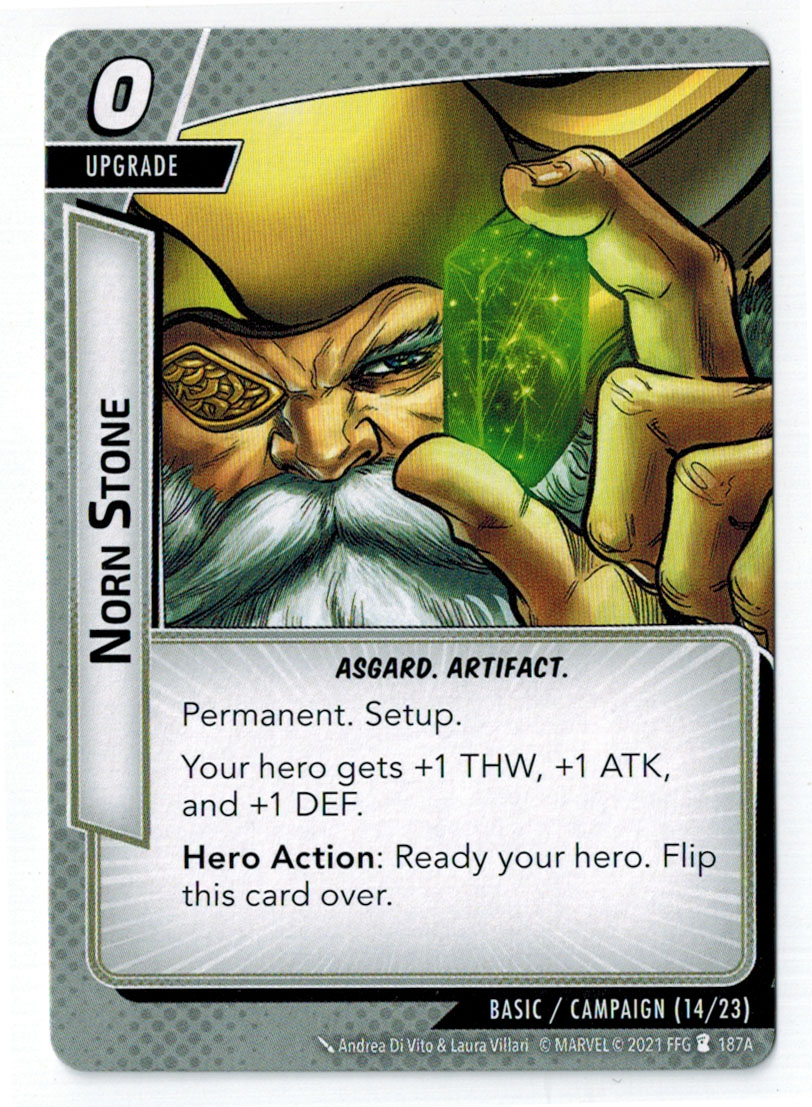 0
UPGRADE
NORN STONE
ASGARD. ARTIFACT.
Permanent. Setup.
Your hero gets +1 THW, +1 ATK,
and +1 DEF.
Hero Action: Ready your hero. Flip
this card over.
BASIC / CAMPAIGN (14/23)
Andrea Di Vito & Laura Villari © MARVEL © 2021 FFG 187A